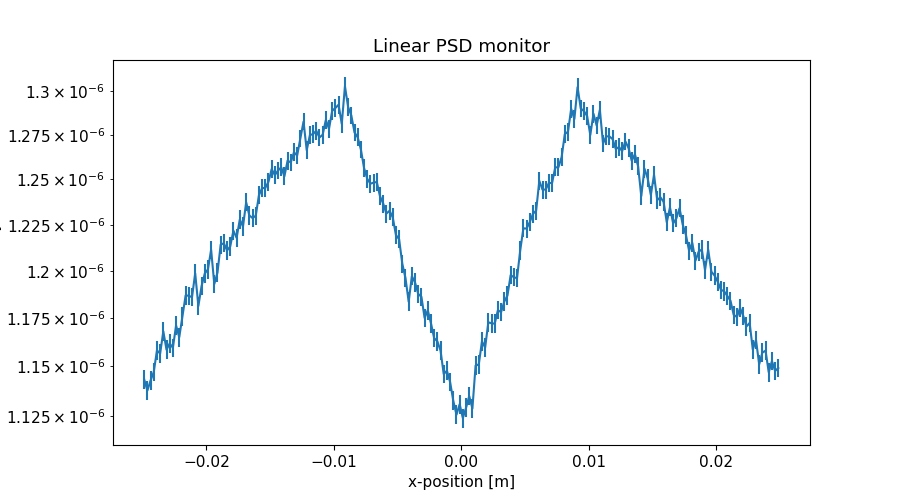 Linear PSD monitor
1.3 × 10⁻⁶
1.275 × 10⁻⁶
1.25 × 10⁻⁶
1.225 × 10⁻⁶
1.2 × 10⁻⁶
1.175 × 10⁻⁶
1.15 × 10⁻⁶
1.125 × 10⁻⁶
−0.02 −0.01 0.00 0.01 0.02
x-position [m]